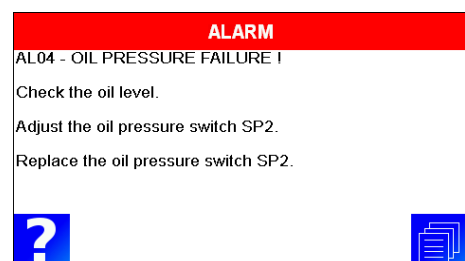 ALARM
AL04 - OIL PRESSURE FAILURE !
Check the oil level.
Adjust the oil pressure switch SP2.
Replace the oil pressure switch SP2.
?